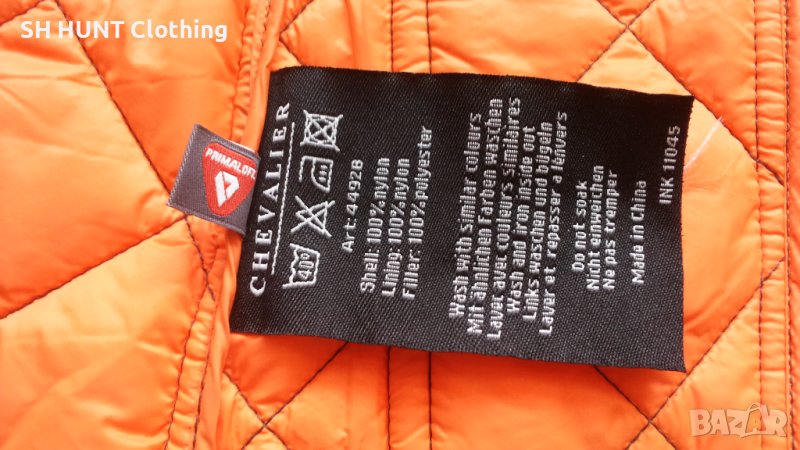 SH HUNT Clothing
PRIMALOFT
CHEVALIER
40°
Art: 44928
Shell: 100% nylon
Lining: 100% nylon
Filler: 100% polyester
Wash with similar colours
Mit ähnlichen Farben waschen
Laver avec couleurs similaires
Wash and iron inside out
Links waschen und bügeln
Laver et repasser a l'envers
Do not soak
Nicht einweichen
Ne pas tremper
Made in China
INK 11045
BAZAR